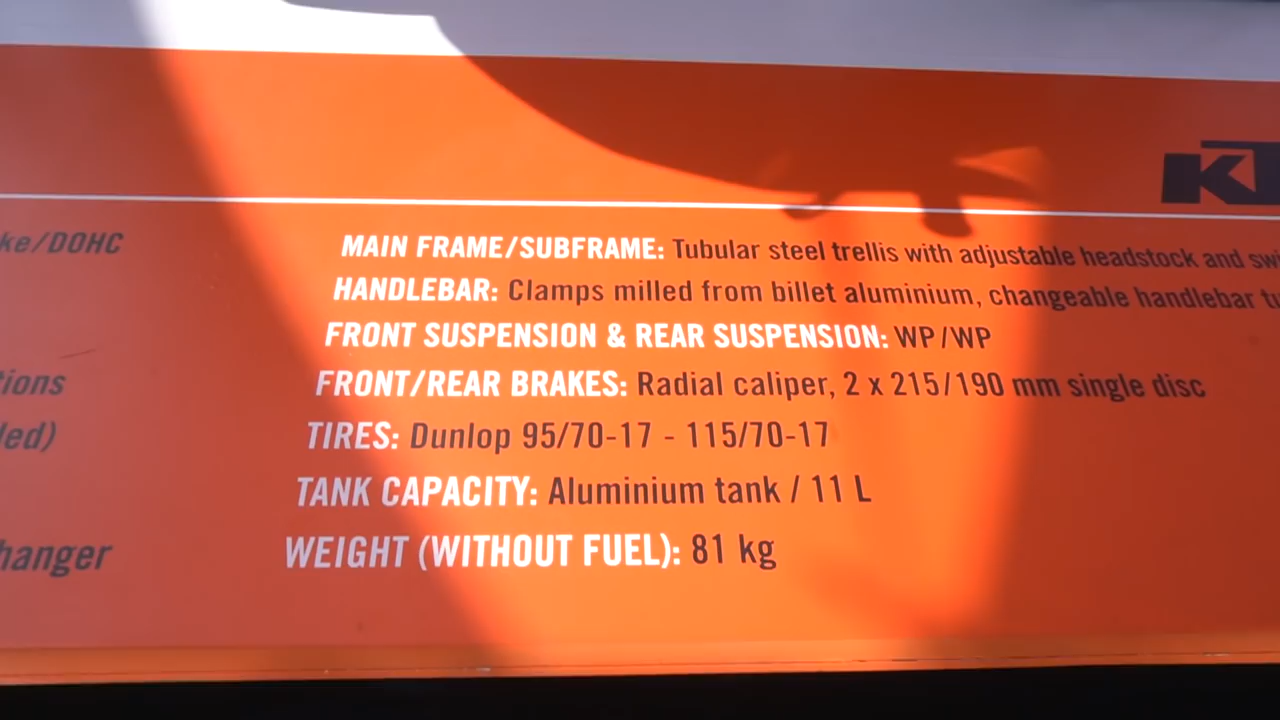 KT
ke/DOHC
MAIN FRAME/SUBFRAME: Tubular steel trellis with adjustable headstock and swi
HANDLEBAR: Clamps milled from billet aluminium, changeable handlebar tu
FRONT SUSPENSION & REAR SUSPENSION: WP/WP
tions
FRONT/REAR BRAKES: Radial caliper, 2 x 215/190 mm single disc
led)
TIRES: Dunlop 95/70-17 - 115/70-17
TANK CAPACITY: Aluminium tank / 11 L
hanger
WEIGHT (WITHOUT FUEL): 81 kg